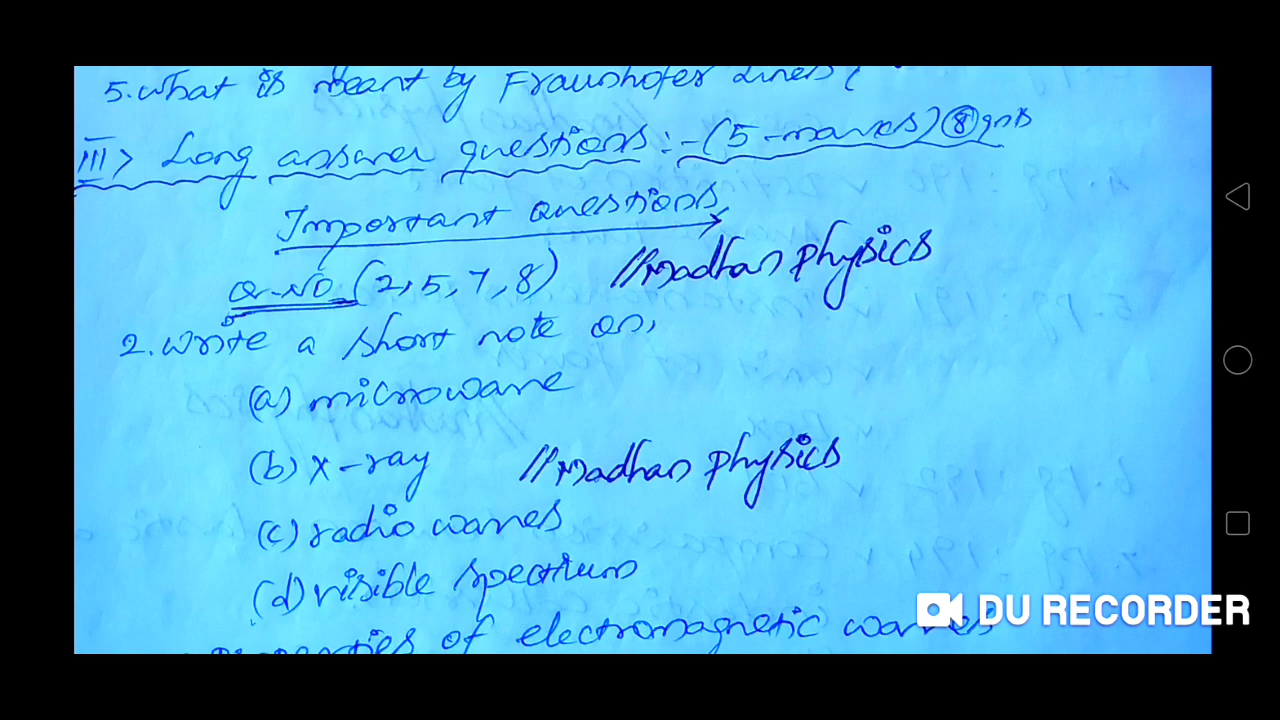 5. What is meant by Fraunhofer Lines (
III> Long answer questions :- (5-marks) (8) qns
Important Questions,
Q.NO (2, 5, 7, 8) //Madhan physics
2. Write a short note on,
(a) microwave
(b) x-ray //Madhan physics
(c) radio waves
(d) visible spectrum
properties of electromagnetic waves
DU RECORDER